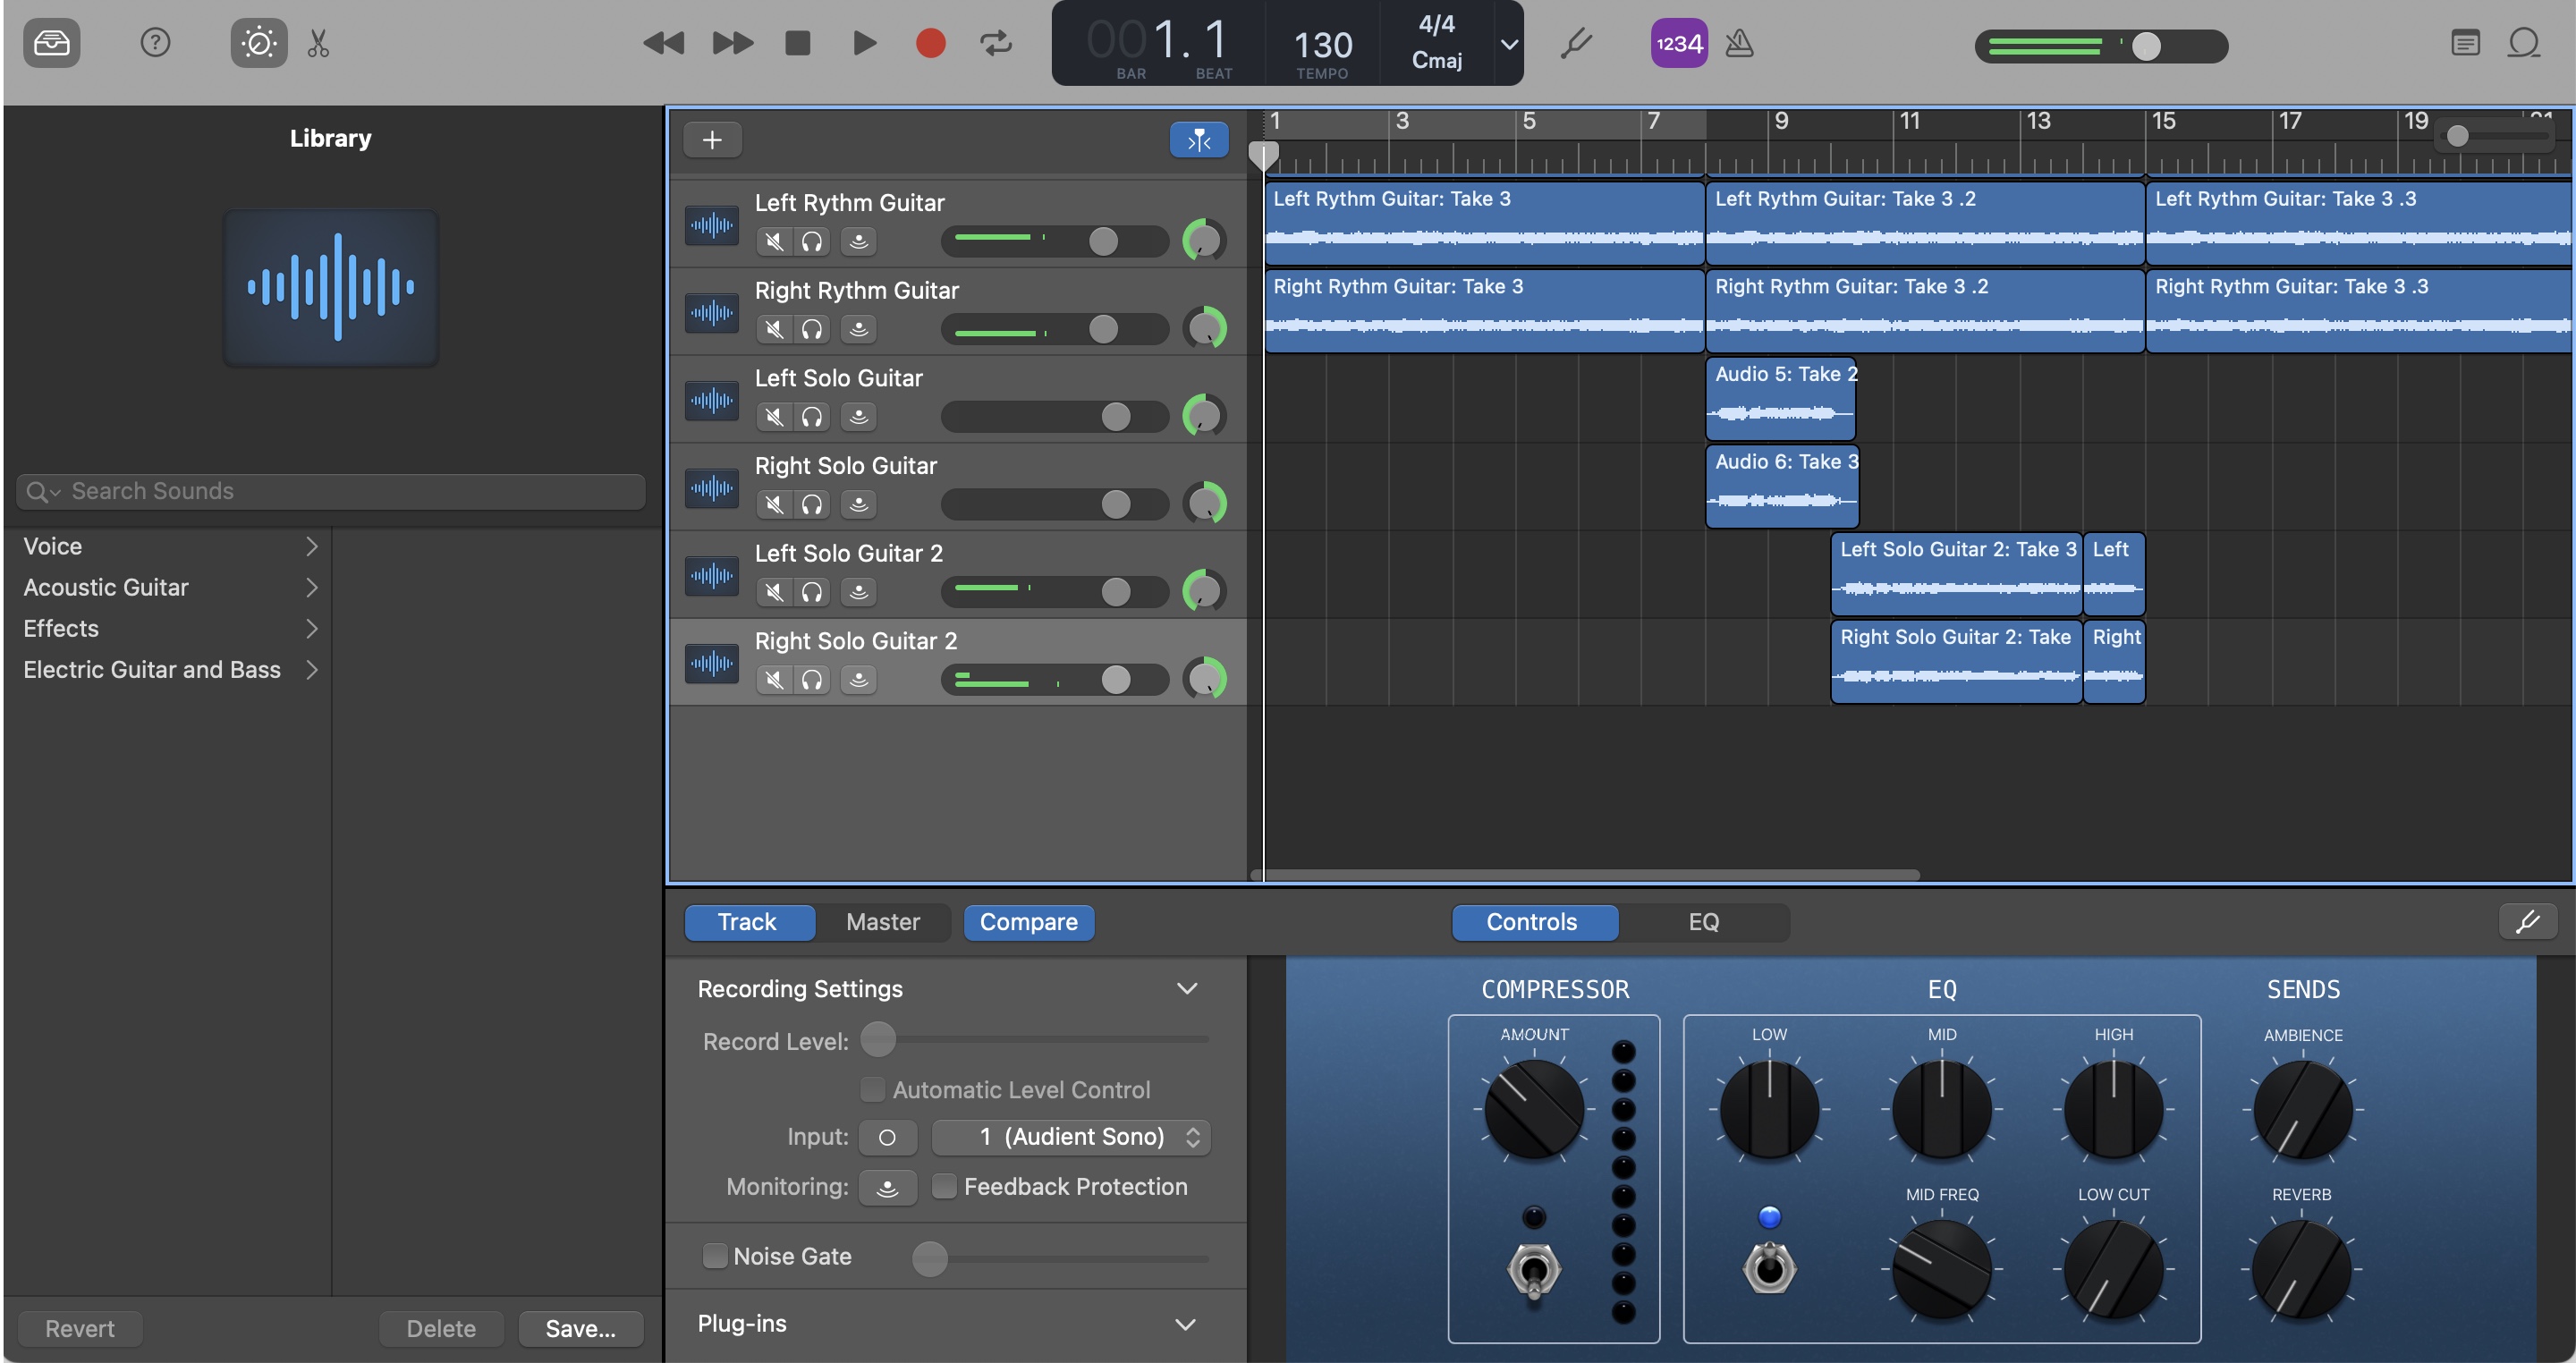 001. 1
BAR BEAT
130
TEMPO
4/4
Cmaj
1234
Library
Search Sounds
Voice
Acoustic Guitar
Effects
Electric Guitar and Bass
Revert
Delete
Save...
1 3 5 7 9 11 13 15 17 19 21
Left Rythm Guitar
Left Rythm Guitar: Take 3
Left Rythm Guitar: Take 3 .2
Left Rythm Guitar: Take 3 .3
Right Rythm Guitar
Right Rythm Guitar: Take 3
Right Rythm Guitar: Take 3 .2
Right Rythm Guitar: Take 3 .3
Left Solo Guitar
Audio 5: Take 2
Right Solo Guitar
Audio 6: Take 3
Left Solo Guitar 2
Left Solo Guitar 2: Take 3
Left
Right Solo Guitar 2
Right Solo Guitar 2: Take
Right
Track
Master
Compare
Controls
EQ
Recording Settings
Record Level:
Automatic Level Control
Input:
1 (Audient Sono)
Monitoring:
Feedback Protection
Noise Gate
Plug-ins
COMPRESSOR
AMOUNT
EQ
LOW
MID
HIGH
MID FREQ
LOW CUT
SENDS
AMBIENCE
REVERB